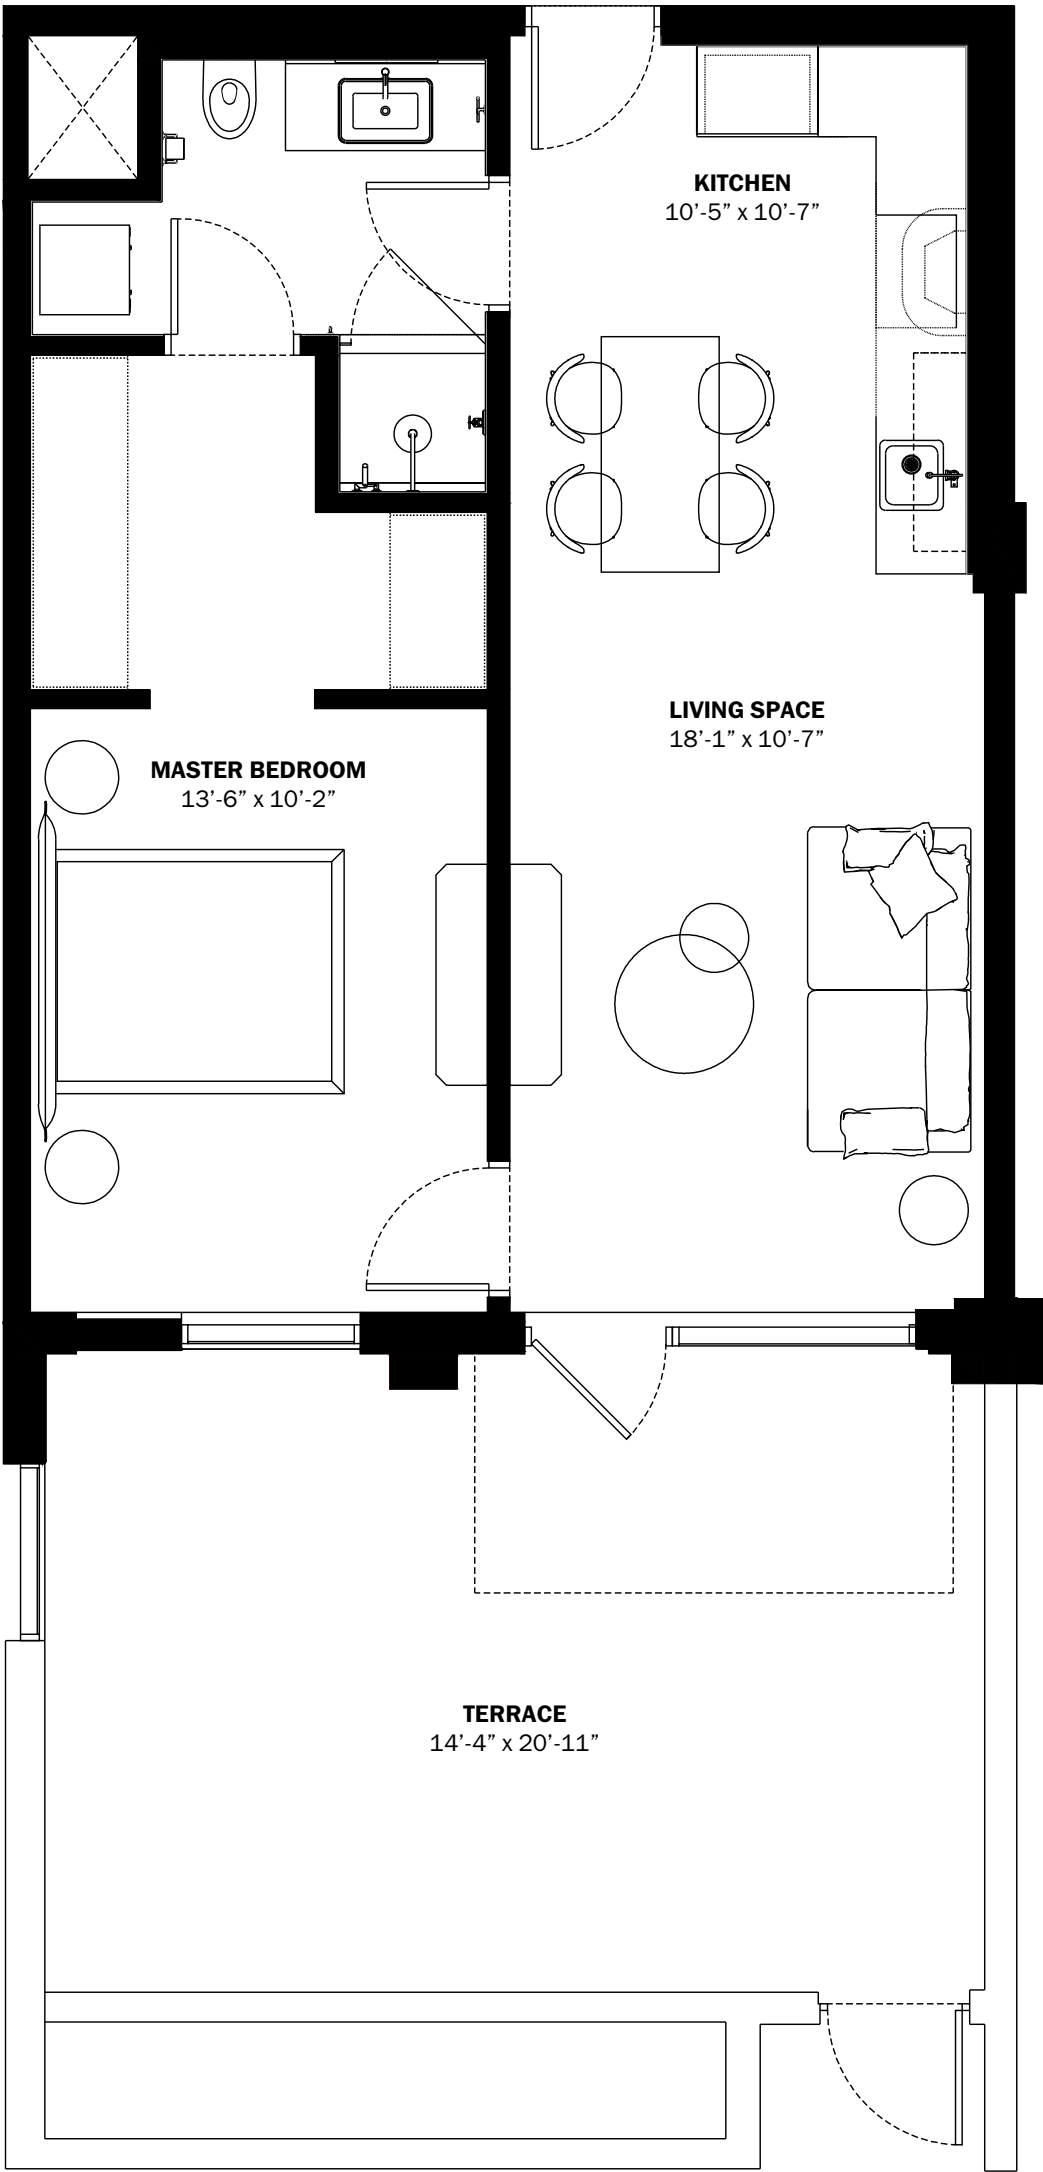 KITCHEN
10’-5” x 10’-7”
LIVING SPACE
18’-1” x 10’-7”
MASTER BEDROOM
13’-6” x 10’-2”
TERRACE
14’-4” x 20’-11”